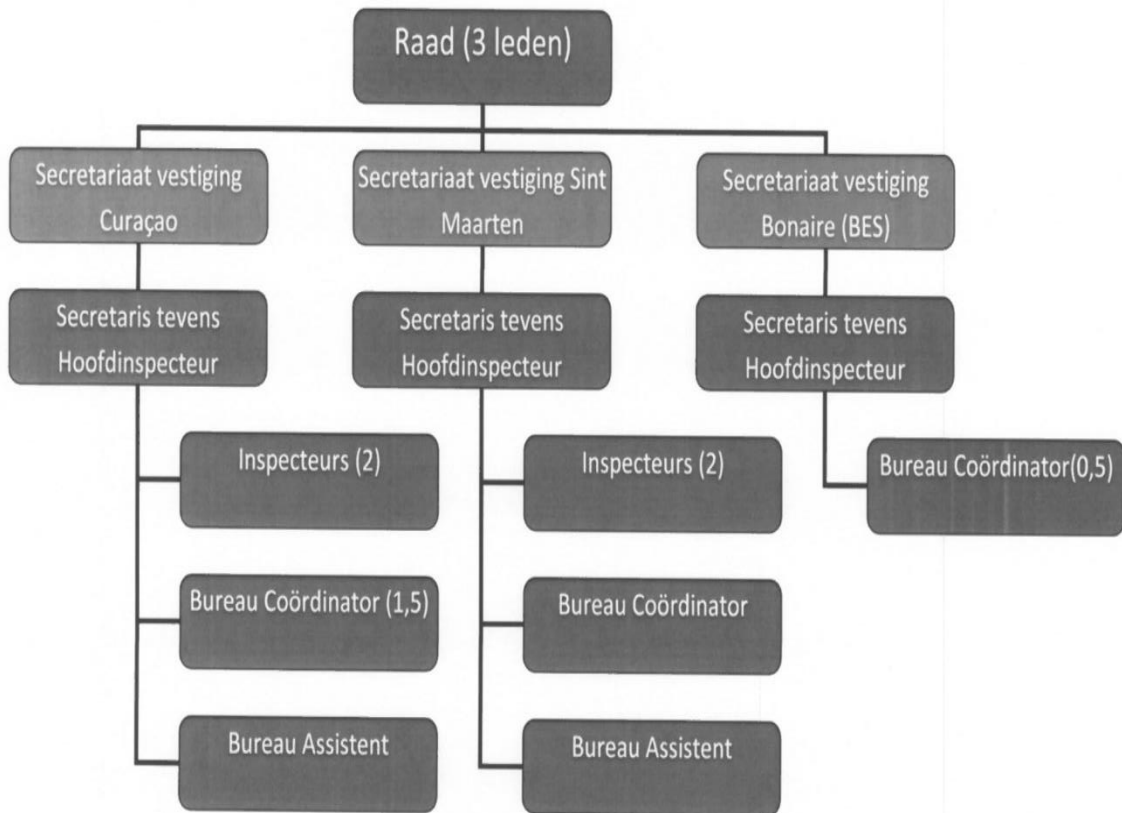 Raad (3 leden)
Secretariaat vestiging
Curaçao
Secretariaat vestiging Sint
Maarten
Secretariaat vestiging
Bonaire (BES)
Secretaris tevens
Hoofdinspecteur
Secretaris tevens
Hoofdinspecteur
Secretaris tevens
Hoofdinspecteur
Inspecteurs (2)
Inspecteurs (2)
Bureau Coördinator(0,5)
Bureau Coördinator (1,5)
Bureau Coördinator
Bureau Assistent
Bureau Assistent